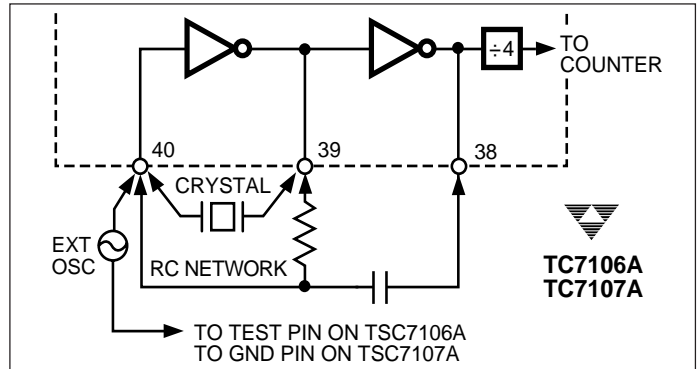 ÷4
TO
COUNTER
40
39
38
CRYSTAL
EXT
OSC
RC NETWORK
TC7106A
TC7107A
TO TEST PIN ON TSC7106A
TO GND PIN ON TSC7107A